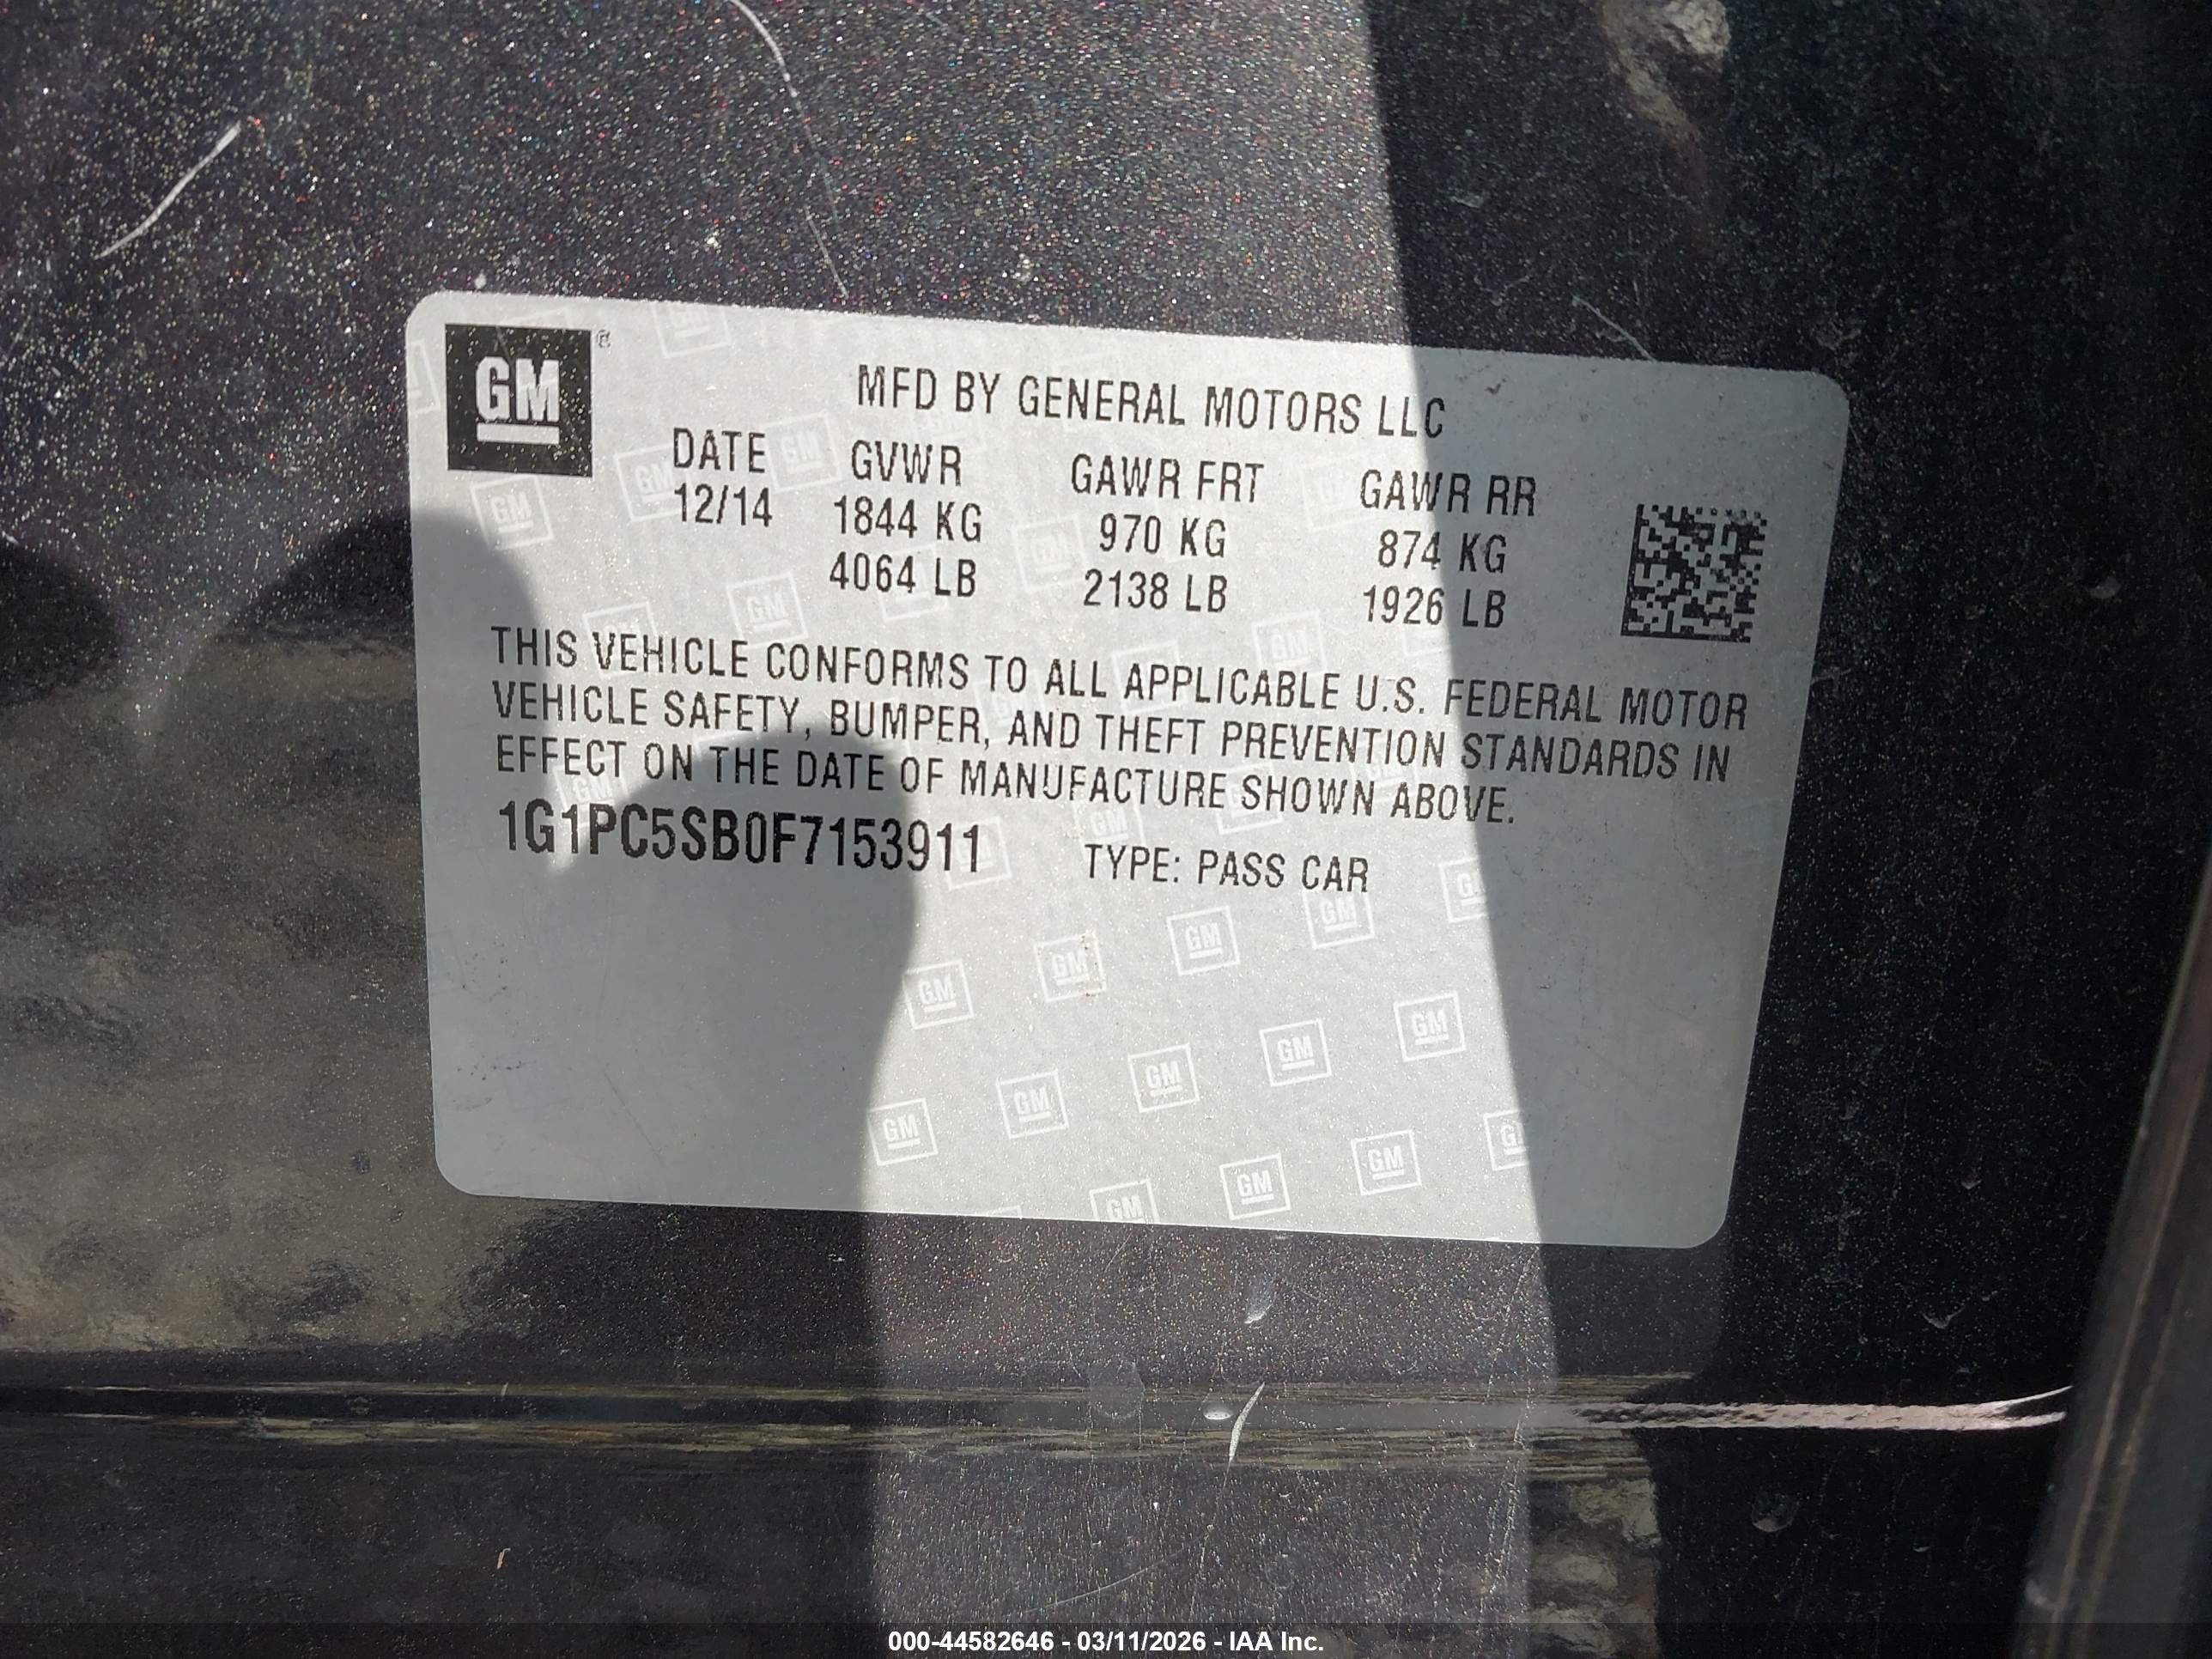 GM®
MFD BY GENERAL MOTORS LLC
DATE GVWR GAWR FRT GAWR RR
12/14 1844 KG 970 KG 874 KG
4064 LB 2138 LB 1926 LB
THIS VEHICLE CONFORMS TO ALL APPLICABLE U.S. FEDERAL MOTOR
VEHICLE SAFETY, BUMPER, AND THEFT PREVENTION STANDARDS IN
EFFECT ON THE DATE OF MANUFACTURE SHOWN ABOVE.
1G1PC5SB0F7153911 TYPE: PASS CAR
000-44582646 - 03/11/2026 - IAA Inc.